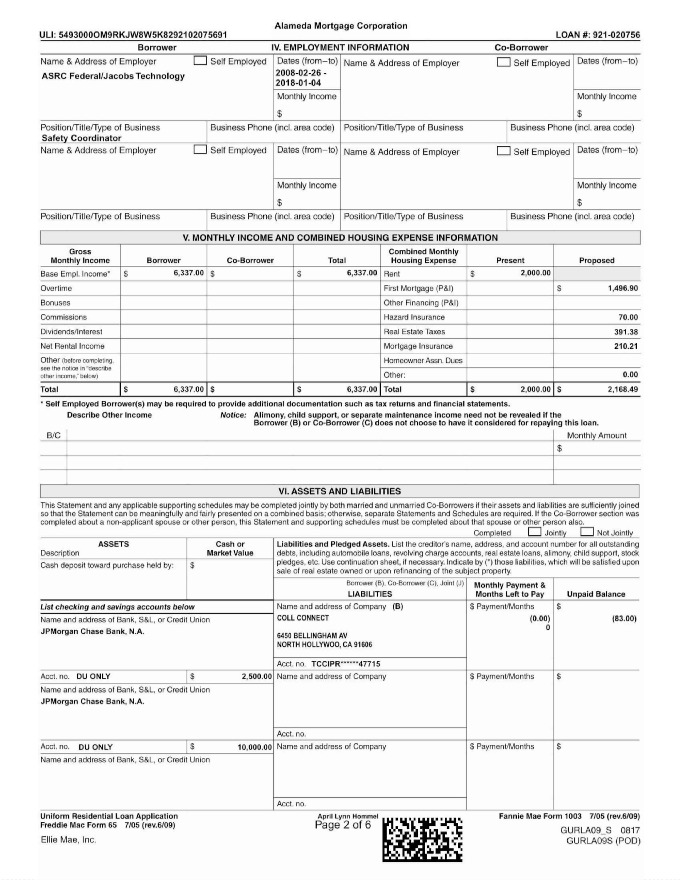 Alameda Mortgage Corporation
ULI: 5493000OM9RKJW8W5K8292102075691 LOAN #: 921-020756
Borrower IV. EMPLOYMENT INFORMATION Co-Borrower
Name & Address of Employer Self Employed Dates (from–to) Name & Address of Employer Self Employed Dates (from–to)
ASRC Federal/Jacobs Technology 2008-02-26 -
2018-01-04
Monthly Income Monthly Income
$ $
Position/Title/Type of Business Business Phone (incl. area code) Position/Title/Type of Business Business Phone (incl. area code)
Safety Coordinator
Name & Address of Employer Self Employed Dates (from–to) Name & Address of Employer Self Employed Dates (from–to)
Monthly Income Monthly Income
$ $
Position/Title/Type of Business Business Phone (incl. area code) Position/Title/Type of Business Business Phone (incl. area code)
V. MONTHLY INCOME AND COMBINED HOUSING EXPENSE INFORMATION
Gross Monthly Income Borrower Co-Borrower Total Combined Monthly Housing Expense Present Proposed
Base Empl. Income* $ 6,337.00 $ $ 6,337.00 Rent $ 2,000.00
Overtime First Mortgage (P&I) $ 1,496.90
Bonuses Other Financing (P&I)
Commissions Hazard Insurance 70.00
Dividends/Interest Real Estate Taxes 391.38
Net Rental Income Mortgage Insurance 210.21
Other (before completing, see the notice in "describe other income," below) Homeowner Assn. Dues
Other: 0.00
Total $ 6,337.00 $ $ 6,337.00 Total $ 2,000.00 $ 2,168.49
* Self Employed Borrower(s) may be required to provide additional documentation such as tax returns and financial statements.
Describe Other Income Notice: Alimony, child support, or separate maintenance income need not be revealed if the
Borrower (B) or Co-Borrower (C) does not choose to have it considered for repaying this loan.
B/C Monthly Amount
$
VI. ASSETS AND LIABILITIES
This Statement and any applicable supporting schedules may be completed jointly by both married and unmarried Co-Borrowers if their assets and liabilities are sufficiently joined
so that the Statement can be meaningfully and fairly presented on a combined basis; otherwise, separate Statements and Schedules are required. If the Co-Borrower section was
completed about a non-applicant spouse or other person, this Statement and supporting schedules must be completed about that spouse or other person also.
Completed Jointly Not Jointly
ASSETS Cash or Market Value
Description
Cash deposit toward purchase held by: $
Liabilities and Pledged Assets. List the creditor's name, address, and account number for all outstanding
debts, including automobile loans, revolving charge accounts, real estate loans, alimony, child support, stock
pledges, etc. Use continuation sheet, if necessary. Indicate by (*) those liabilities, which will be satisfied upon
sale of real estate owned or upon refinancing of the subject property.
Borrower (B), Co-Borrower (C), Joint (J)
LIABILITIES Monthly Payment & Months Left to Pay Unpaid Balance
List checking and savings accounts below
Name and address of Bank, S&L, or Credit Union
JPMorgan Chase Bank, N.A.
Name and address of Company (B) $ Payment/Months $
COLL CONNECT (0.00) (83.00)
0
6450 BELLINGHAM AV
NORTH HOLLYWOO, CA 91606
Acct. no. TCCIPR******47715
Acct. no. DU ONLY $ 2,500.00 Name and address of Company $ Payment/Months $
Name and address of Bank, S&L, or Credit Union
JPMorgan Chase Bank, N.A.
Acct. no.
Acct. no. DU ONLY $ 10,000.00 Name and address of Company $ Payment/Months $
Name and address of Bank, S&L, or Credit Union
Acct. no.
Uniform Residential Loan Application April Lynn Hommel Fannie Mae Form 1003 7/05 (rev.6/09)
Freddie Mac Form 65 7/05 (rev.6/09) Page 2 of 6
Ellie Mae, Inc. GURLA09_S 0817
GURLA09S (POD)